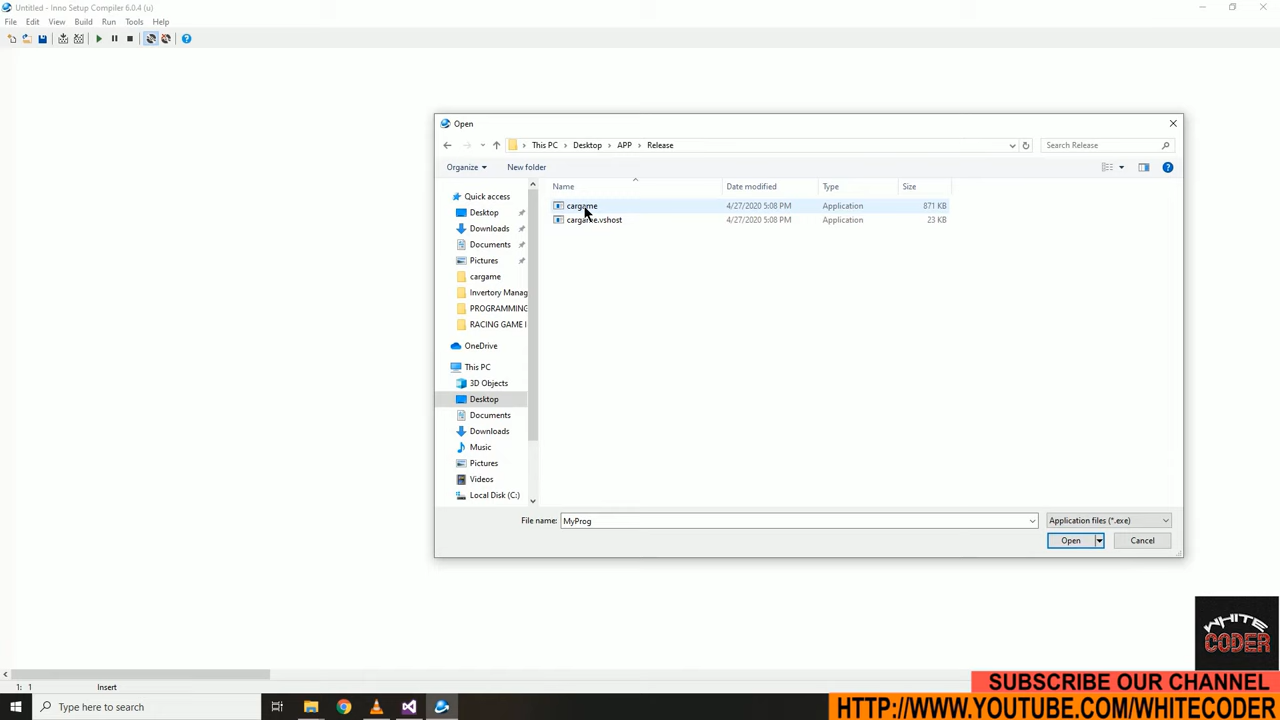 Untitled - Inno Setup Compiler 6.0.4 (u)
File Edit View Build Run Tools Help
Open
This PC > Desktop > APP > Release
Search Release
Organize New folder
Name Date modified Type Size
Quick access
Desktop
Downloads
Documents
Pictures
cargame
Invertory Manag
PROGRAMMING
RACING GAME I
OneDrive
This PC
3D Objects
Desktop
Documents
Downloads
Music
Pictures
Videos
Local Disk (C:)
cargame 4/27/2020 5:08 PM Application 871 KB
cargame.vshost 4/27/2020 5:08 PM Application 23 KB
File name: MyProg Application files (*.exe)
Open Cancel
WHITE
CODER
1: 1 Insert
SUBSCRIBE OUR CHANNEL
Type here to search
HTTP://WWW.YOUTUBE.COM/WHITECODER